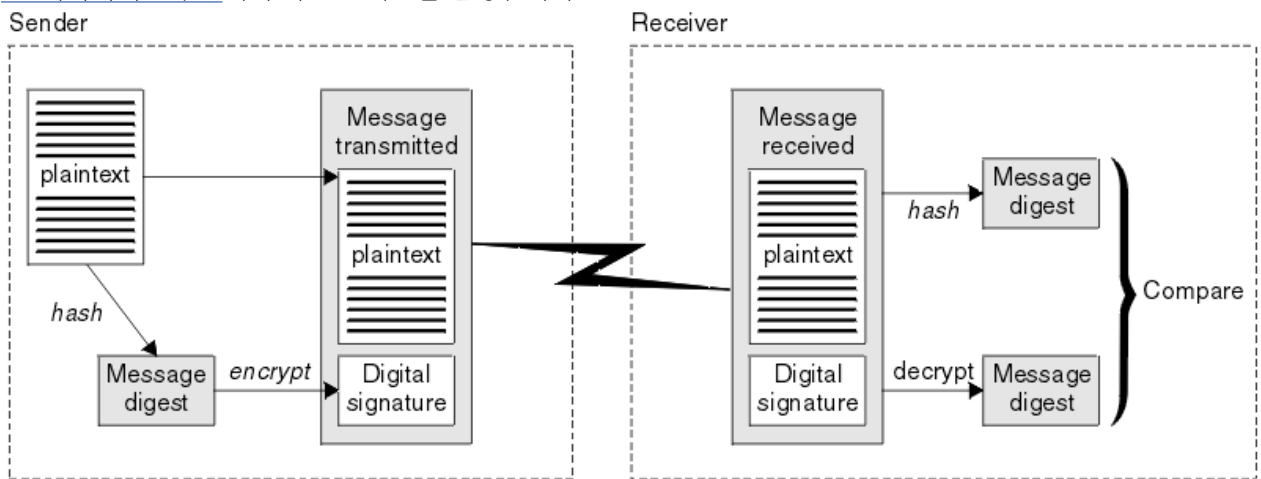 Sender
Receiver
plaintext
hash
Message
digest
encrypt
Message
transmitted
plaintext
Digital
signature
Message
received
plaintext
Digital
signature
hash
Message
digest
decrypt
Message
digest
Compare